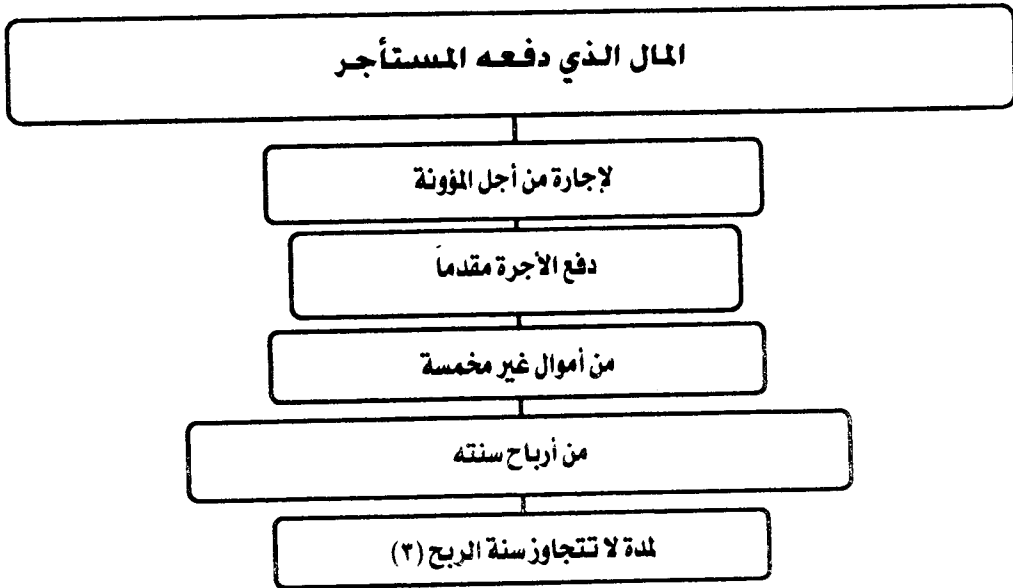 المال الذي دفعه المستأجر
لإجارة من أجل المؤونة
دفع الأجرة مقدماً
من أموال غير مخمسة
من أرباح سنته
لمدة لا تتجاوز سنة الربح (٣)